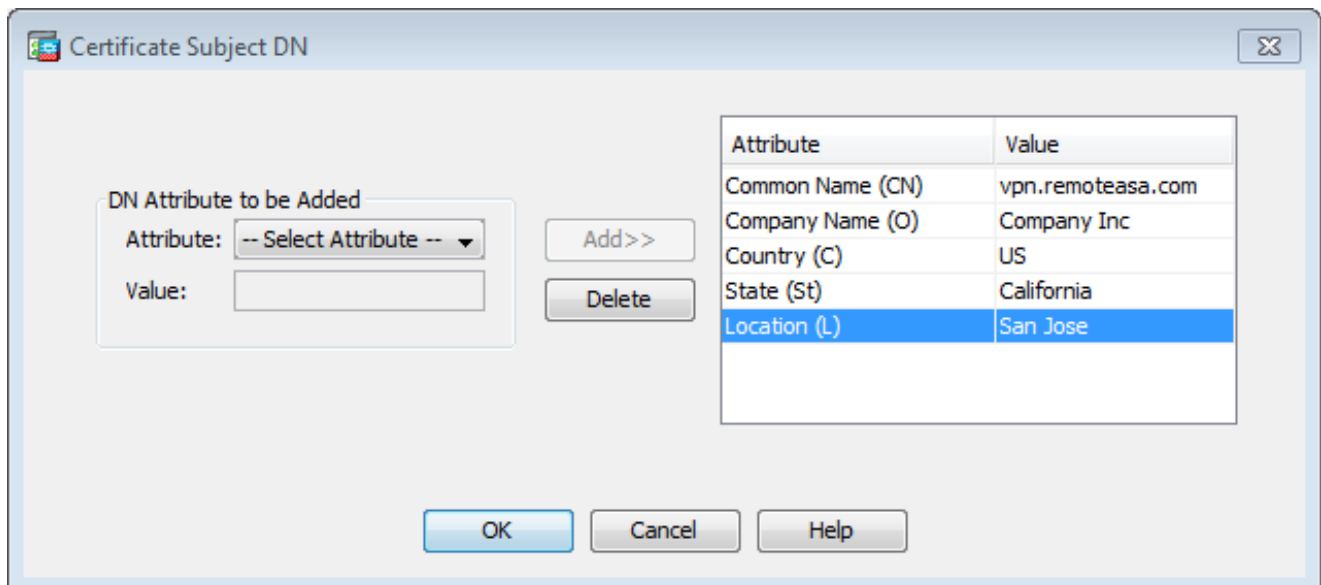 Certificate Subject DN
DN Attribute to be Added
Attribute: -- Select Attribute --
Value:
Add>>
Delete
Attribute Value
Common Name (CN) vpn.remoteasa.com
Company Name (O) Company Inc
Country (C) US
State (St) California
Location (L) San Jose
OK Cancel Help